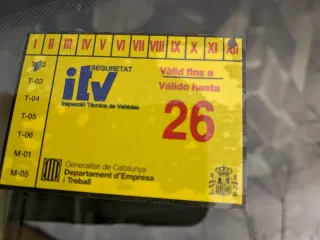 I II III IV V VI VII VIII IX X XI XII
SEGURETAT
itv
Inspecció Tècnica de Vehicles
Vàlid fins a
Válido hasta
26
T-03
T-04
T-05
T-06
M-01
M-05
Generalitat de Catalunya
Departament d'Empresa
i Treball